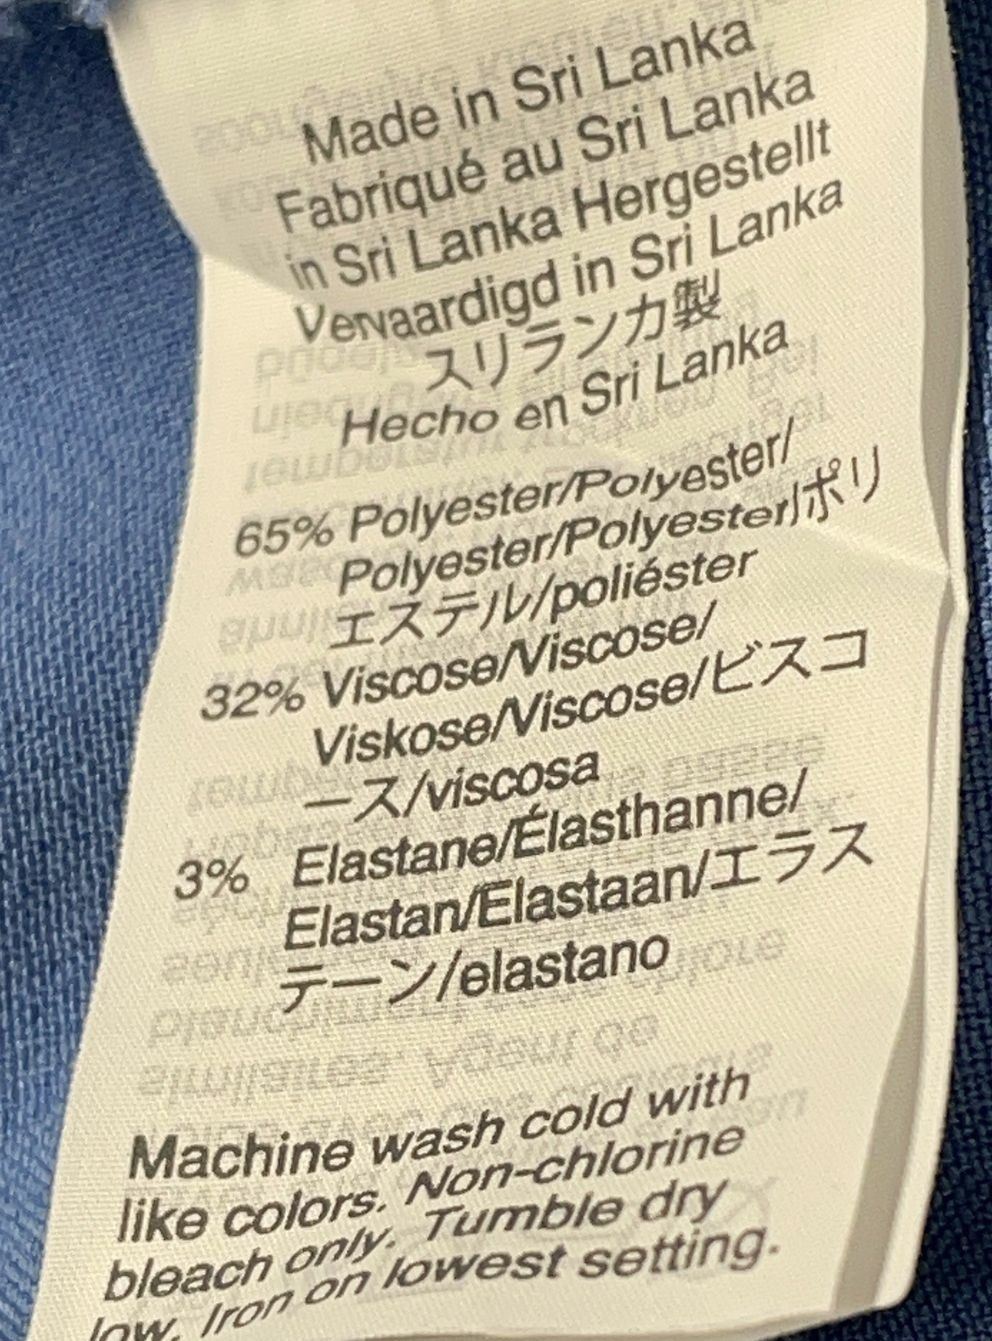 Made in Sri Lanka
Fabriqué au Sri Lanka
in Sri Lanka Hergestellt
Vervaardigd in Sri Lanka
スリランカ製
Hecho en Sri Lanka
65% Polyester/Polyester/
Polyester/Polyester/ポリ
エステル/poliéster
32% Viscose/Viscose/
Viskose/Viscose/ビスコ
ース/viscosa
3% Elastane/Élasthanne/
Elastan/Elastaan/エラス
テーン/elastano
Machine wash cold with
like colors. Non-chlorine
bleach only. Tumble dry
low. Iron on lowest setting.